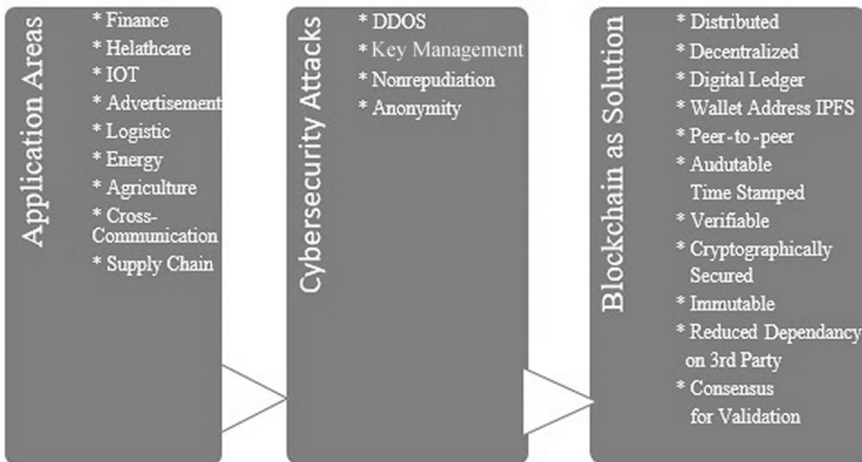 Application Areas
* Finance
* Helathcare
* IOT
* Advertisement
* Logistic
* Energy
* Agriculture
* Cross-
Communication
* Supply Chain
Cybersecurity Attacks
* DDOS
* Key Management
* Nonrepudiation
* Anonymity
Blockchain as Solution
* Distributed
* Decentralized
* Digital Ledger
* Wallet Address IPFS
* Peer-to -peer
* Audutable
Time Stamped
* Verifiable
* Cryptographically
Secured
* Immutable
* Reduced Dependancy
on 3rd Party
* Consensus
for Validation